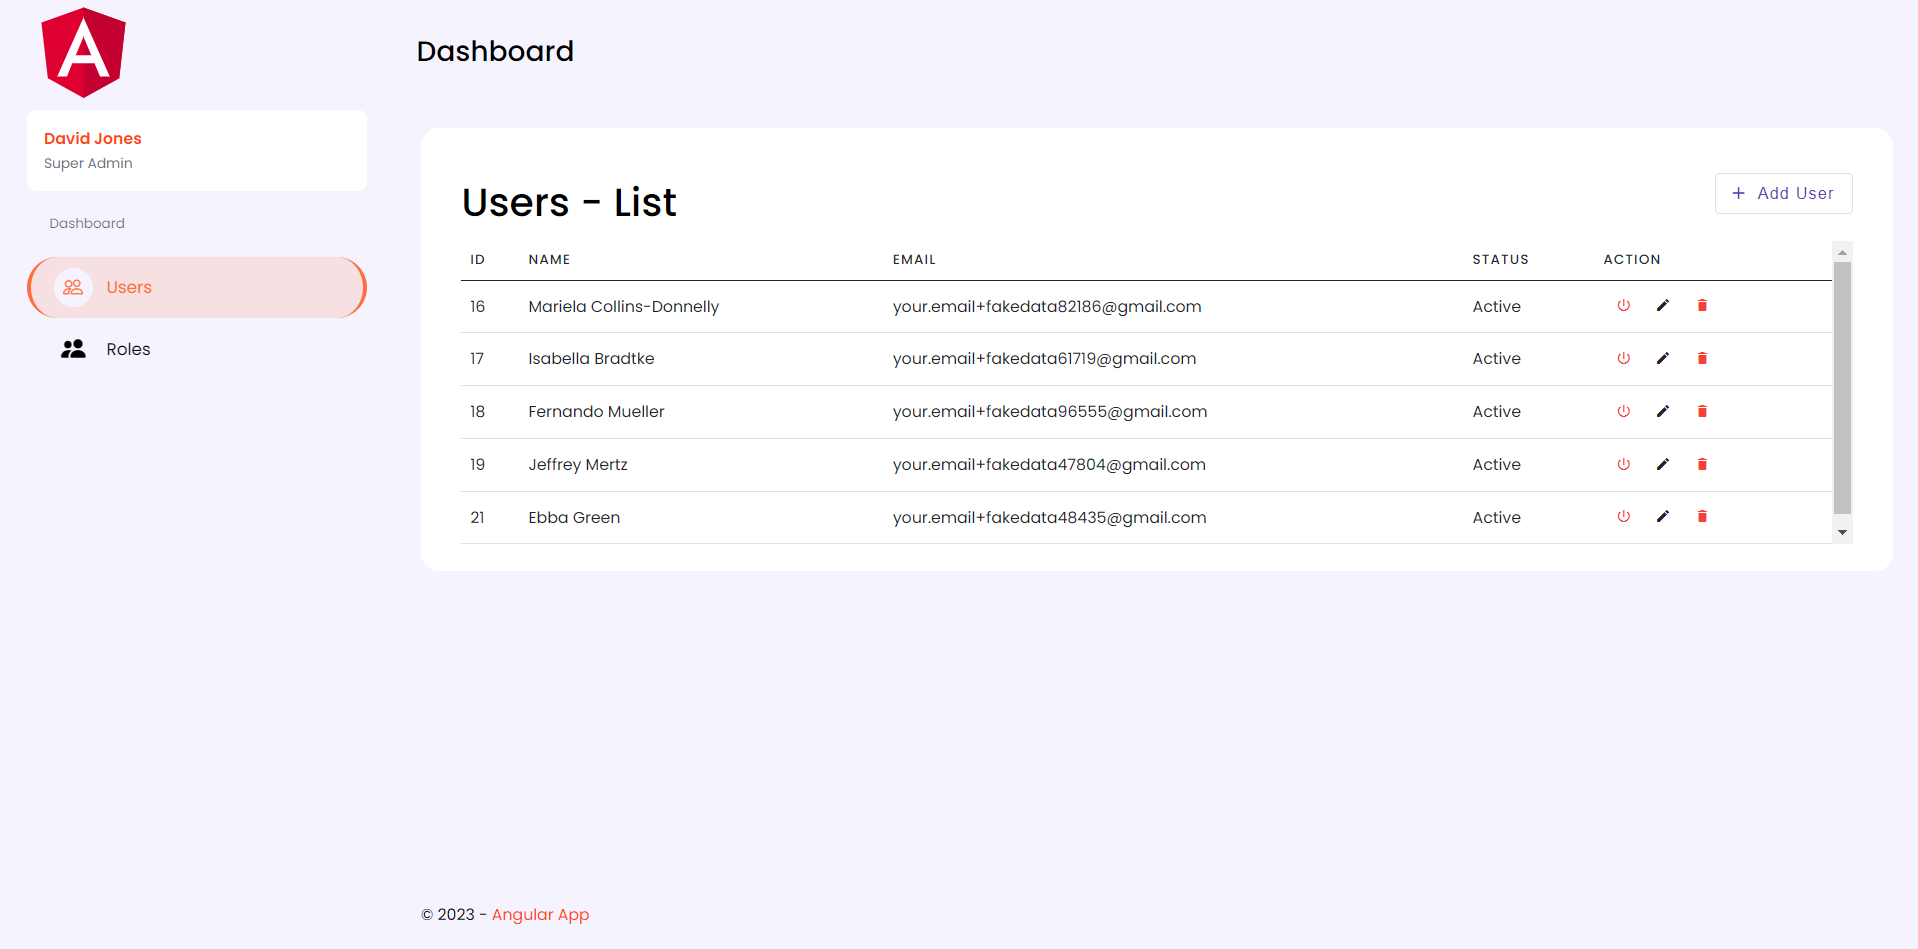 A
Dashboard
David Jones
Super Admin
Dashboard
Users
Roles
Users - List
+ Add User
ID NAME EMAIL STATUS ACTION
16 Mariela Collins-Donnelly your.email+fakedata82186@gmail.com Active
17 Isabella Bradtke your.email+fakedata61719@gmail.com Active
18 Fernando Mueller your.email+fakedata96555@gmail.com Active
19 Jeffrey Mertz your.email+fakedata47804@gmail.com Active
21 Ebba Green your.email+fakedata48435@gmail.com Active
© 2023 - Angular App